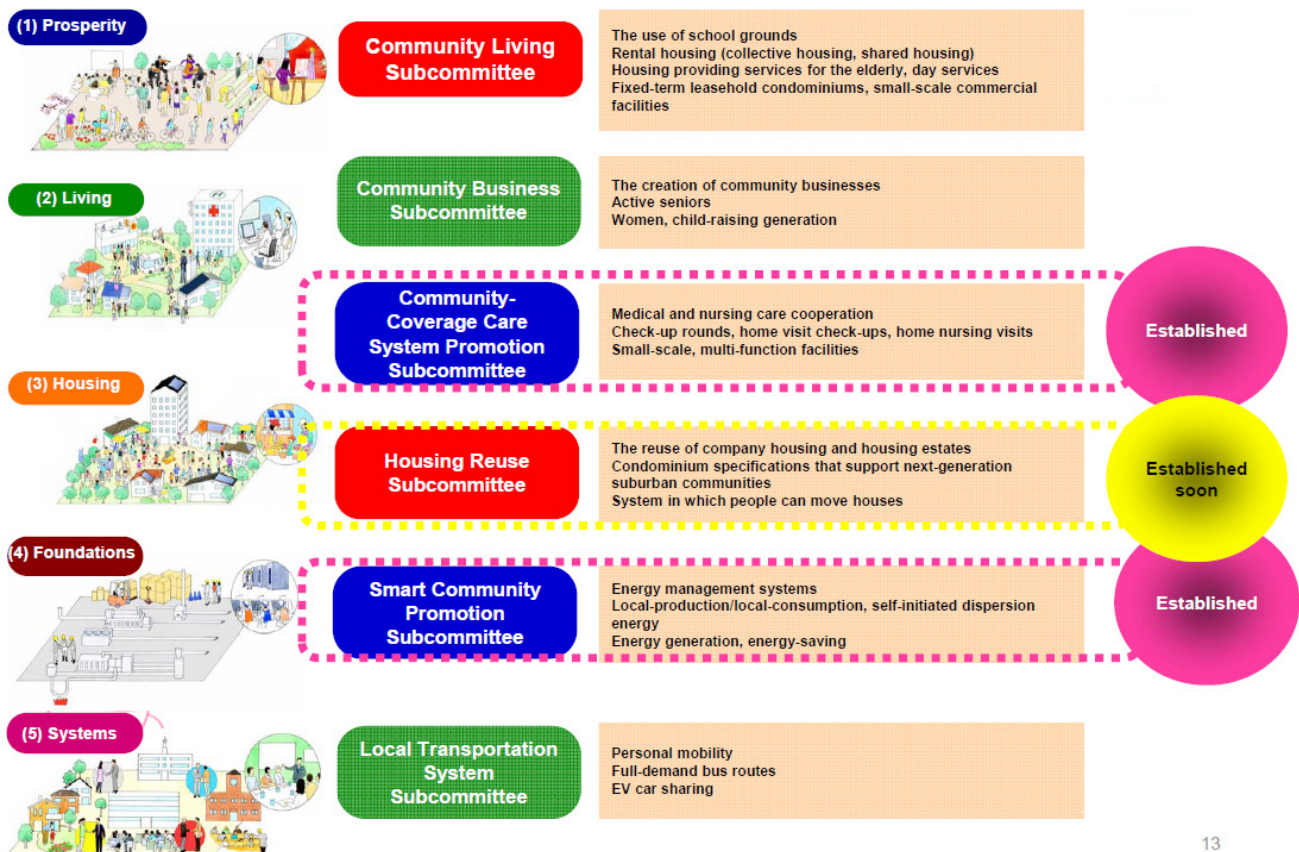 (1) Prosperity
Community Living
Subcommittee
The use of school grounds
Rental housing (collective housing, shared housing)
Housing providing services for the elderly, day services
Fixed-term leasehold condominiums, small-scale commercial
facilities
(2) Living
Community Business
Subcommittee
The creation of community businesses
Active seniors
Women, child-raising generation
Community-
Coverage Care
System Promotion
Subcommittee
Medical and nursing care cooperation
Check-up rounds, home visit check-ups, home nursing visits
Small-scale, multi-function facilities
Established
(3) Housing
Housing Reuse
Subcommittee
The reuse of company housing and housing estates
Condominium specifications that support next-generation
suburban communities
System in which people can move houses
Established
soon
(4) Foundations
Smart Community
Promotion
Subcommittee
Energy management systems
Local-production/local-consumption, self-initiated dispersion
energy
Energy generation, energy-saving
Established
(5) Systems
Local Transportation
System
Subcommittee
Personal mobility
Full-demand bus routes
EV car sharing
13